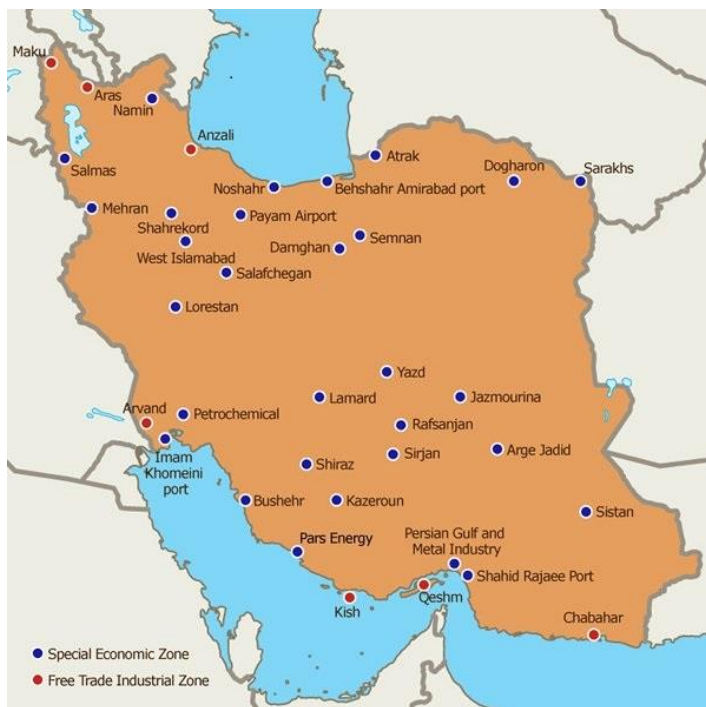 Maku
Aras
Namin
Anzali
Salmas
Atrak
Dogharon
Sarakhs
Noshahr
Behshahr Amirabad port
Mehran
Shahrekord
Payam Airport
West Islamabad
Damghan
Semnan
Salafchegan
Lorestan
Yazd
Lamard
Jazmourina
Arvand
Petrochemical
Rafsanjan
Imam
Khomeini
port
Shiraz
Sirjan
Arge Jadid
Bushehr
Kazeroun
Sistan
Pars Energy
Persian Gulf and
Metal Industry
Shahid Rajaee Port
Kish
Qeshm
Chabahar
Special Economic Zone
Free Trade Industrial Zone